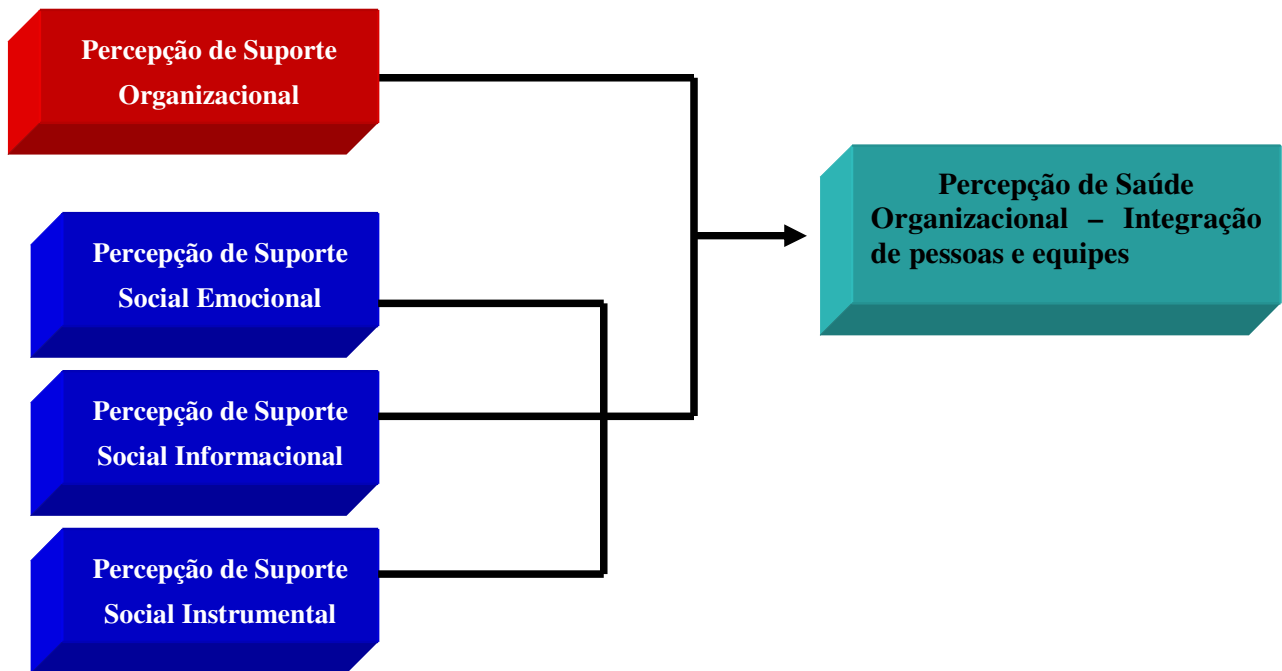 Percepção de Suporte
Organizacional
Percepção de Suporte
Social Emocional
Percepção de Suporte
Social Informacional
Percepção de Suporte
Social Instrumental
Percepção de Saúde
Organizacional – Integração
de pessoas e equipes